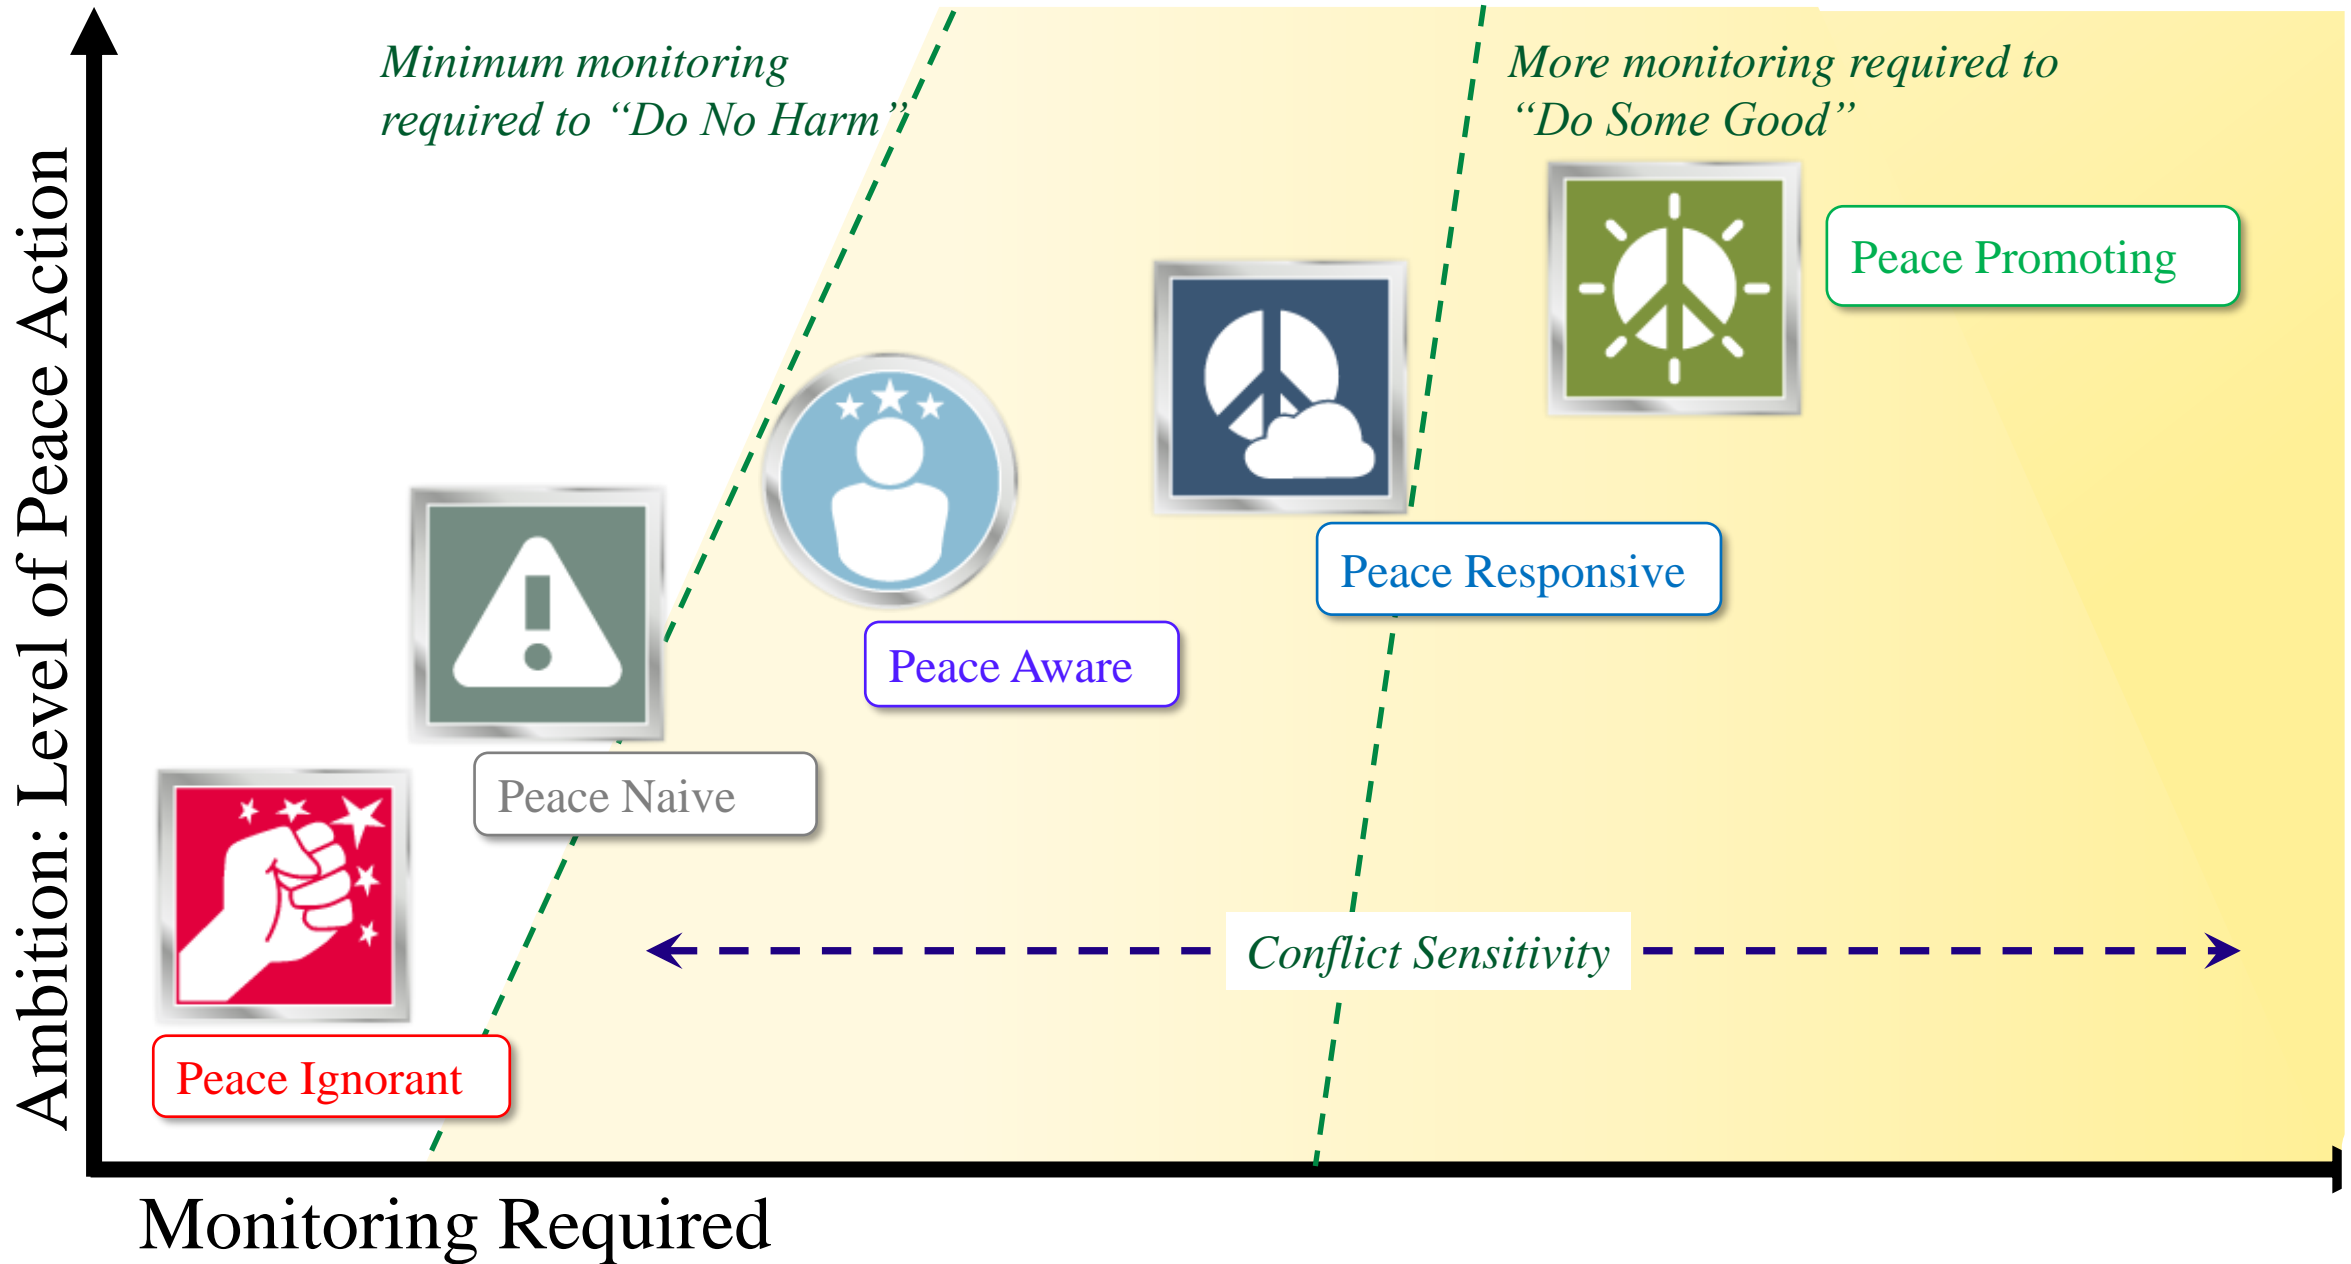 Minimum monitoring
required to “Do No Harm”
More monitoring required to
“Do Some Good”
Ambition: Level of Peace Action
Peace Promoting
Peace Responsive
Peace Aware
Peace Naive
Conflict Sensitivity
Peace Ignorant
Monitoring Required